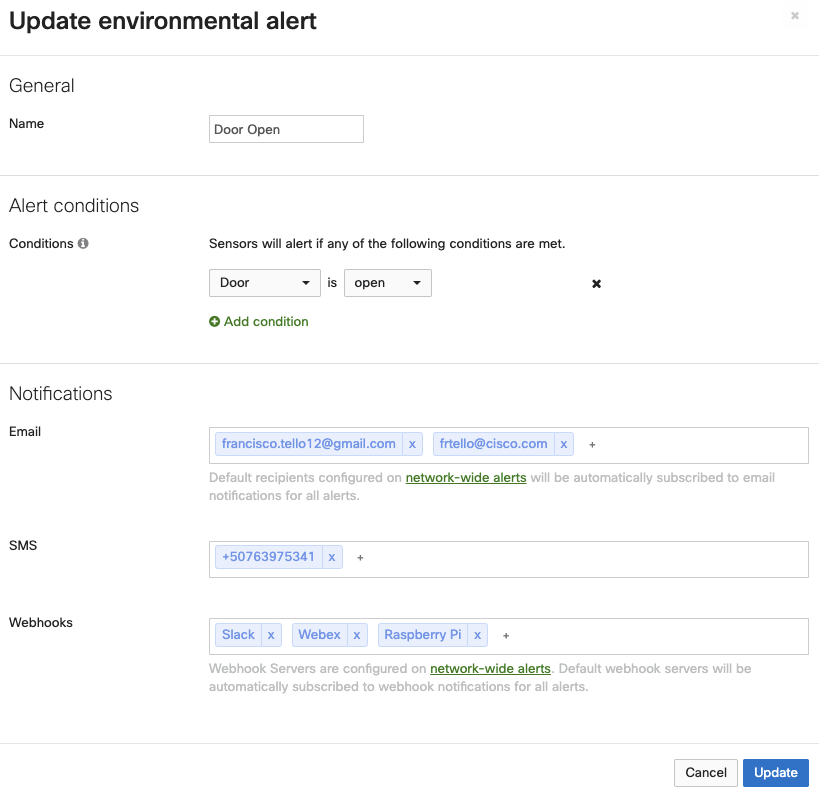 Update environmental alert
×
General
Name
Door Open
Alert conditions
Conditions
Sensors will alert if any of the following conditions are met.
Door is open ×
Add condition
Notifications
Email
francisco.tello12@gmail.com x frtello@cisco.com x +
Default recipients configured on network-wide alerts will be automatically subscribed to email
notifications for all alerts.
SMS
+50763975341 x +
Webhooks
Slack x Webex x Raspberry Pi x +
Webhook Servers are configured on network-wide alerts. Default webhook servers will be
automatically subscribed to webhook notifications for all alerts.
Cancel Update